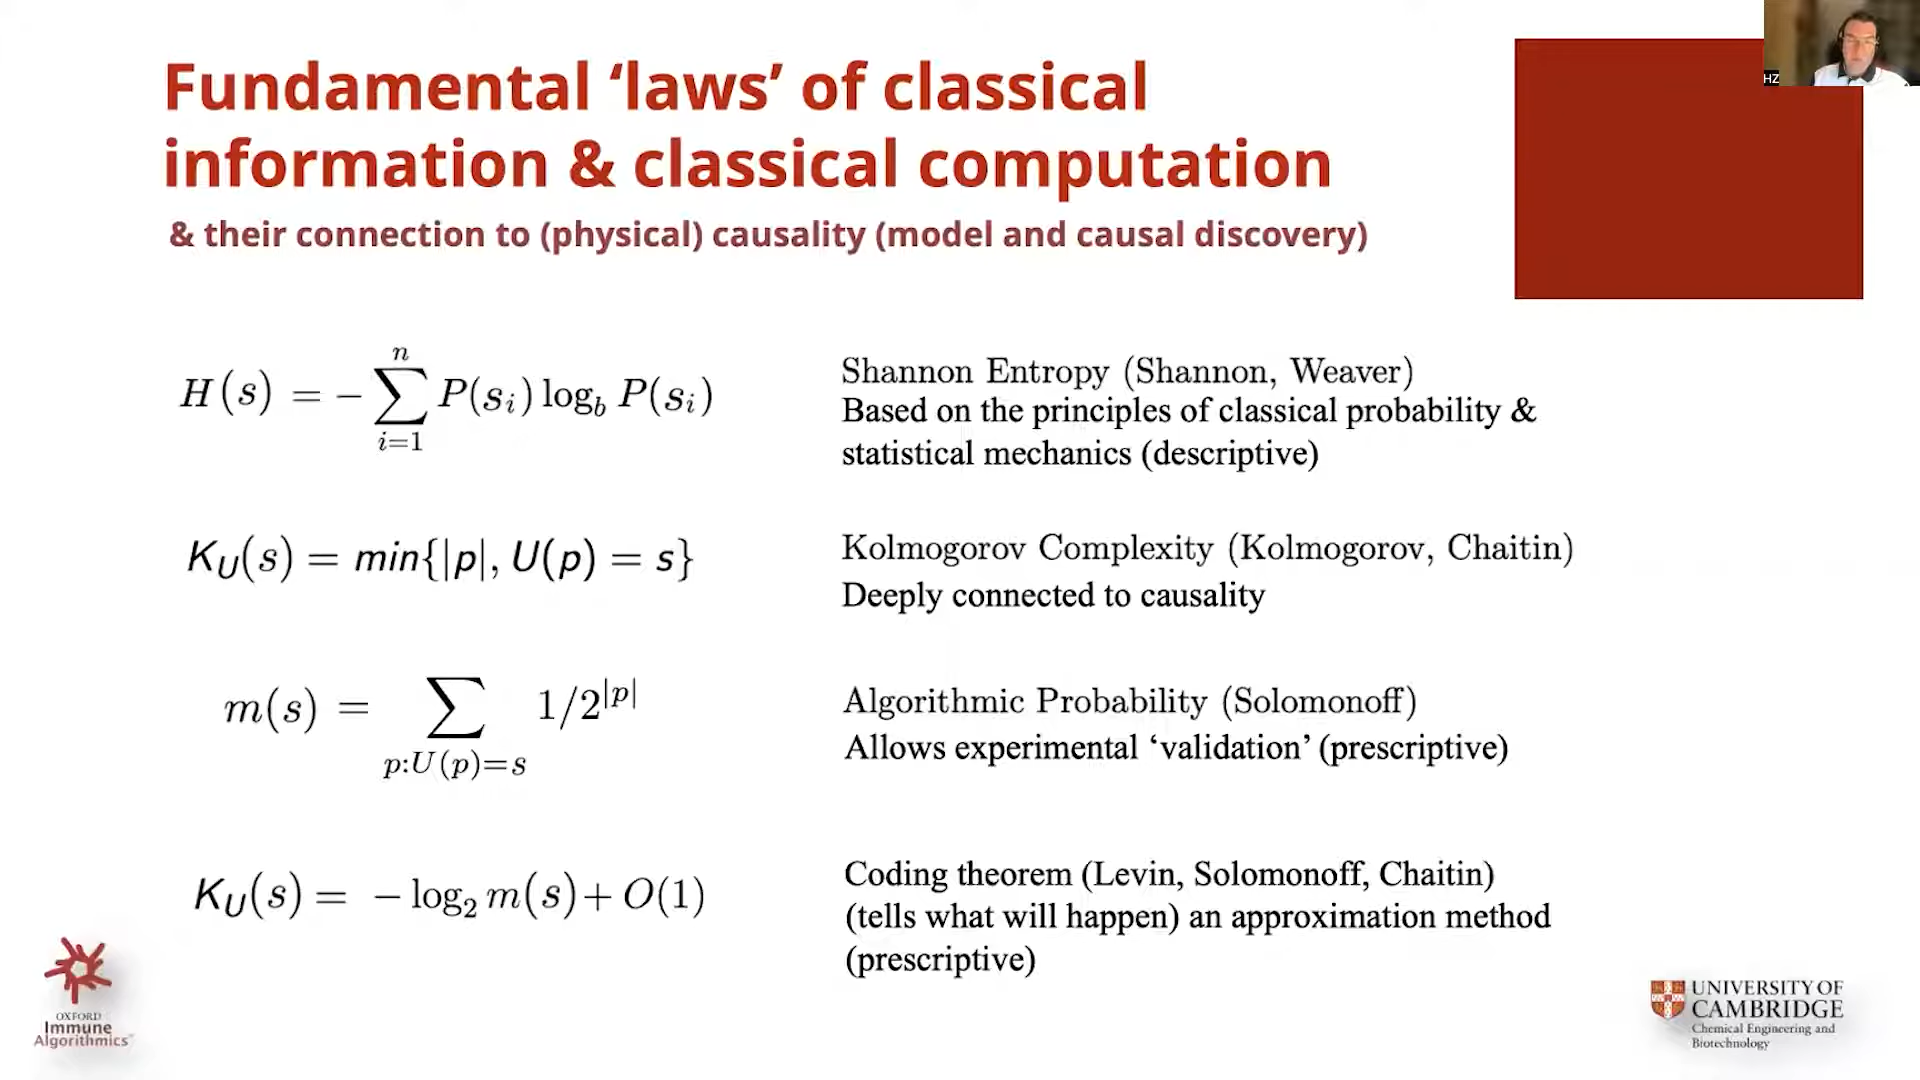 HZ
Fundamental ‘laws’ of classical
information & classical computation
& their connection to (physical) causality (model and causal discovery)
H(s) = − ∑_{i=1}^{n} P(s_i) log_b P(s_i)
Shannon Entropy (Shannon, Weaver)
Based on the principles of classical probability &
statistical mechanics (descriptive)
K_U(s) = min{|p|, U(p) = s}
Kolmogorov Complexity (Kolmogorov, Chaitin)
Deeply connected to causality
m(s) = ∑_{p:U(p)=s} 1/2^{|p|}
Algorithmic Probability (Solomonoff)
Allows experimental ‘validation’ (prescriptive)
K_U(s) = − log_2 m(s) + O(1)
Coding theorem (Levin, Solomonoff, Chaitin)
(tells what will happen) an approximation method
(prescriptive)
OXFORD
Immune
Algorithmics™
UNIVERSITY OF
CAMBRIDGE
Chemical Engineering and
Biotechnology